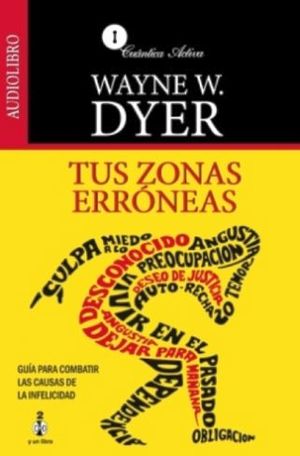 AUDIOLIBRO
Cuántica Activa
WAYNE W.
DYER
TUS ZONAS
ERRÓNEAS
CULPA
MIEDO
A LO
DESCONOCIDO
ANGUSTIA
PREOCUPACIÓN
DESEO DE JUSTICIA
TEMOR
AUTO-RECHAZO
VIVIR EN EL PASADO
ANGUSTIA
DEJAR PARA MAÑANA
DEPENDENCIA
OBLIGACION
GUÍA PARA COMBATIR
LAS CAUSAS DE
LA INFELICIDAD
2
y un libro